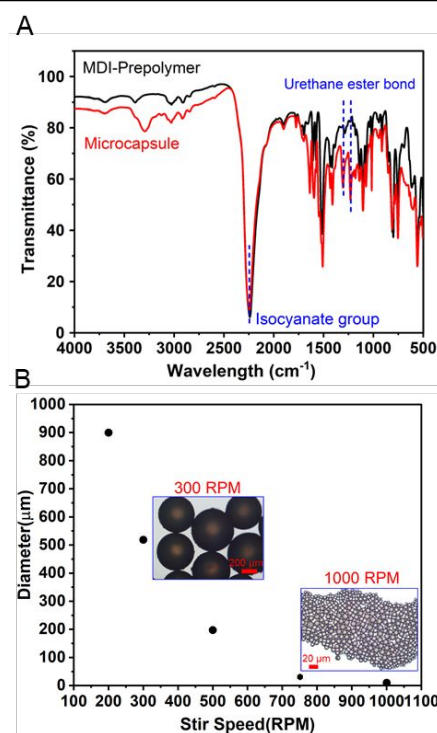 A
MDI-Prepolymer
Microcapsule
Urethane ester bond
Isocyanate group
Transmittance (%)
100
80
60
40
20
0
4000 3500 3000 2500 2000 1500 1000 500
Wavelength (cm⁻¹)
B
Diameter(μm)
1000
900
800
700
600
500
400
300
200
100
0
300 RPM
200 μm
1000 RPM
20 μm
100 200 300 400 500 600 700 800 900 1000 1100
Stir Speed(RPM)